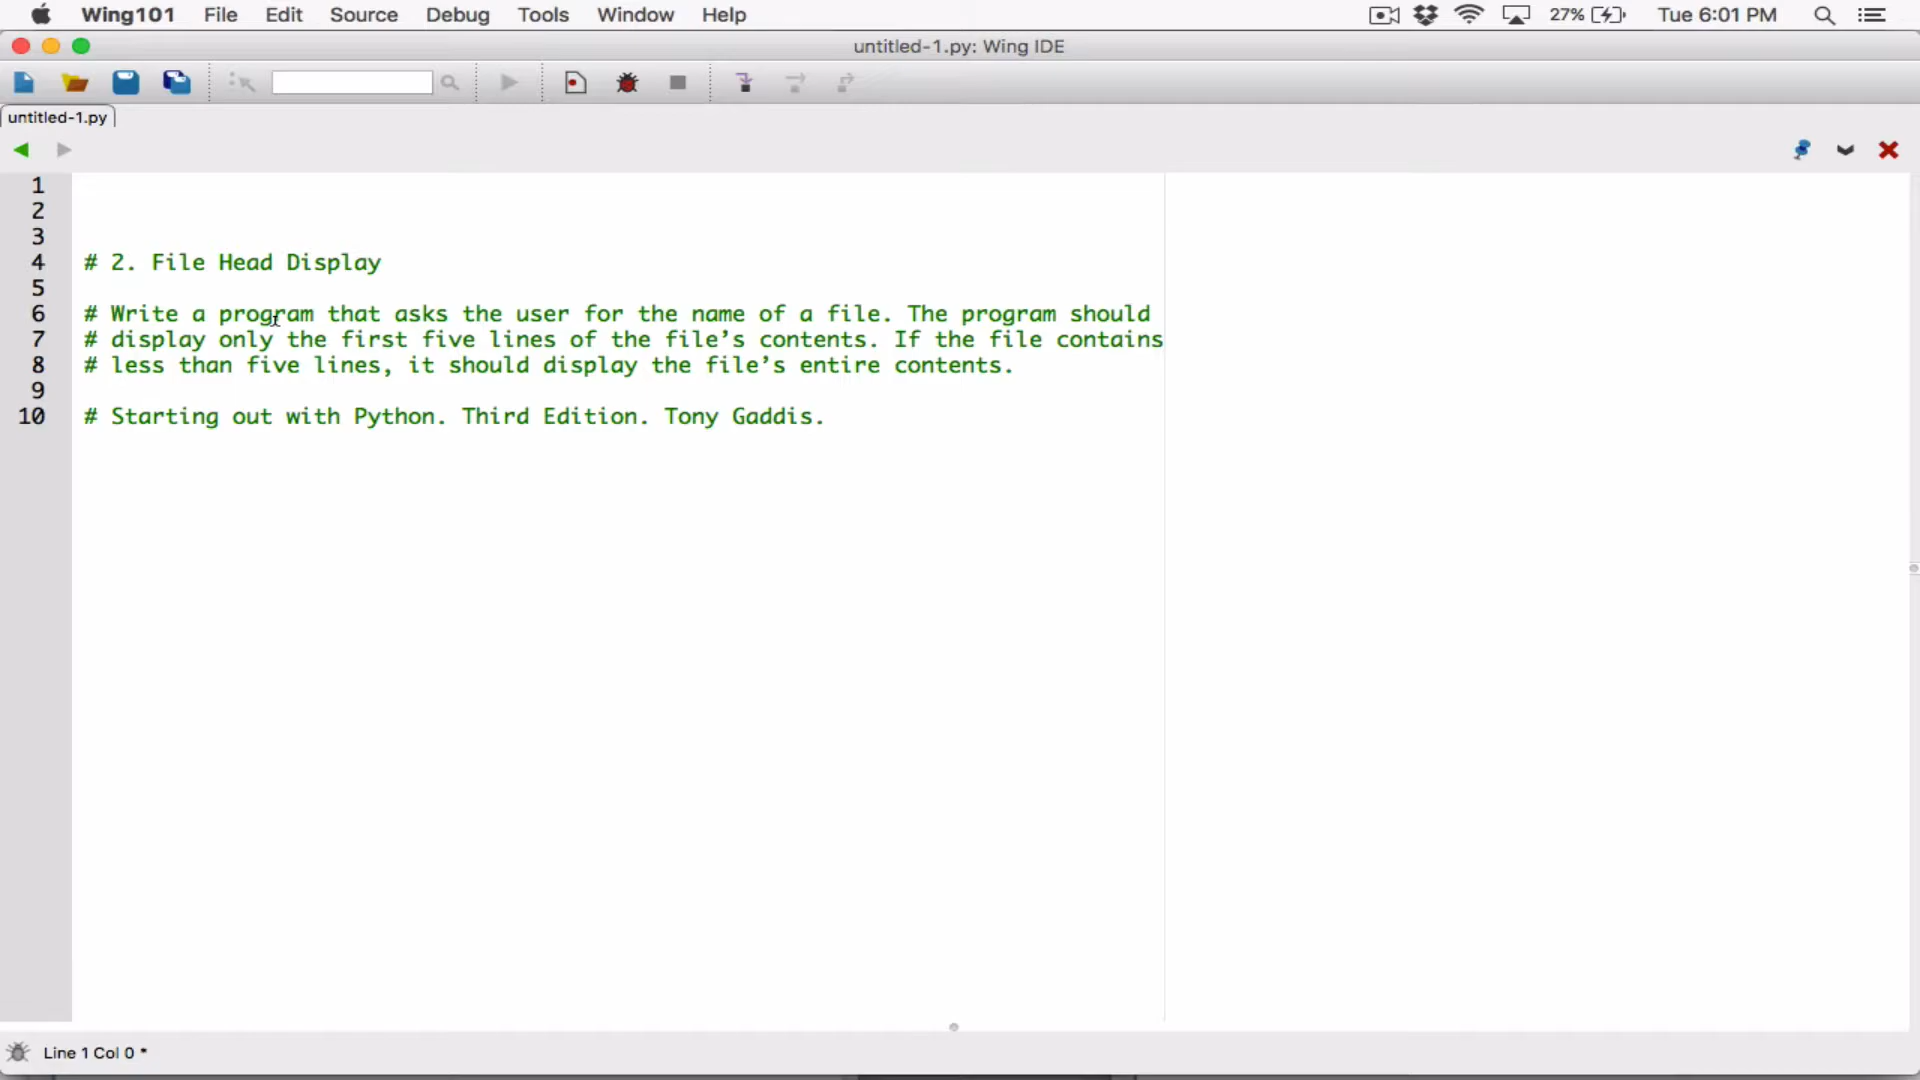 Wing101 File Edit Source Debug Tools Window Help 27% Tue 6:01 PM
untitled-1.py: Wing IDE
untitled-1.py
1
2
3
4 # 2. File Head Display
5
6 # Write a program that asks the user for the name of a file. The program should
7 # display only the first five lines of the file’s contents. If the file contains
8 # less than five lines, it should display the file’s entire contents.
9
10 # Starting out with Python. Third Edition. Tony Gaddis.
Line 1 Col 0 *